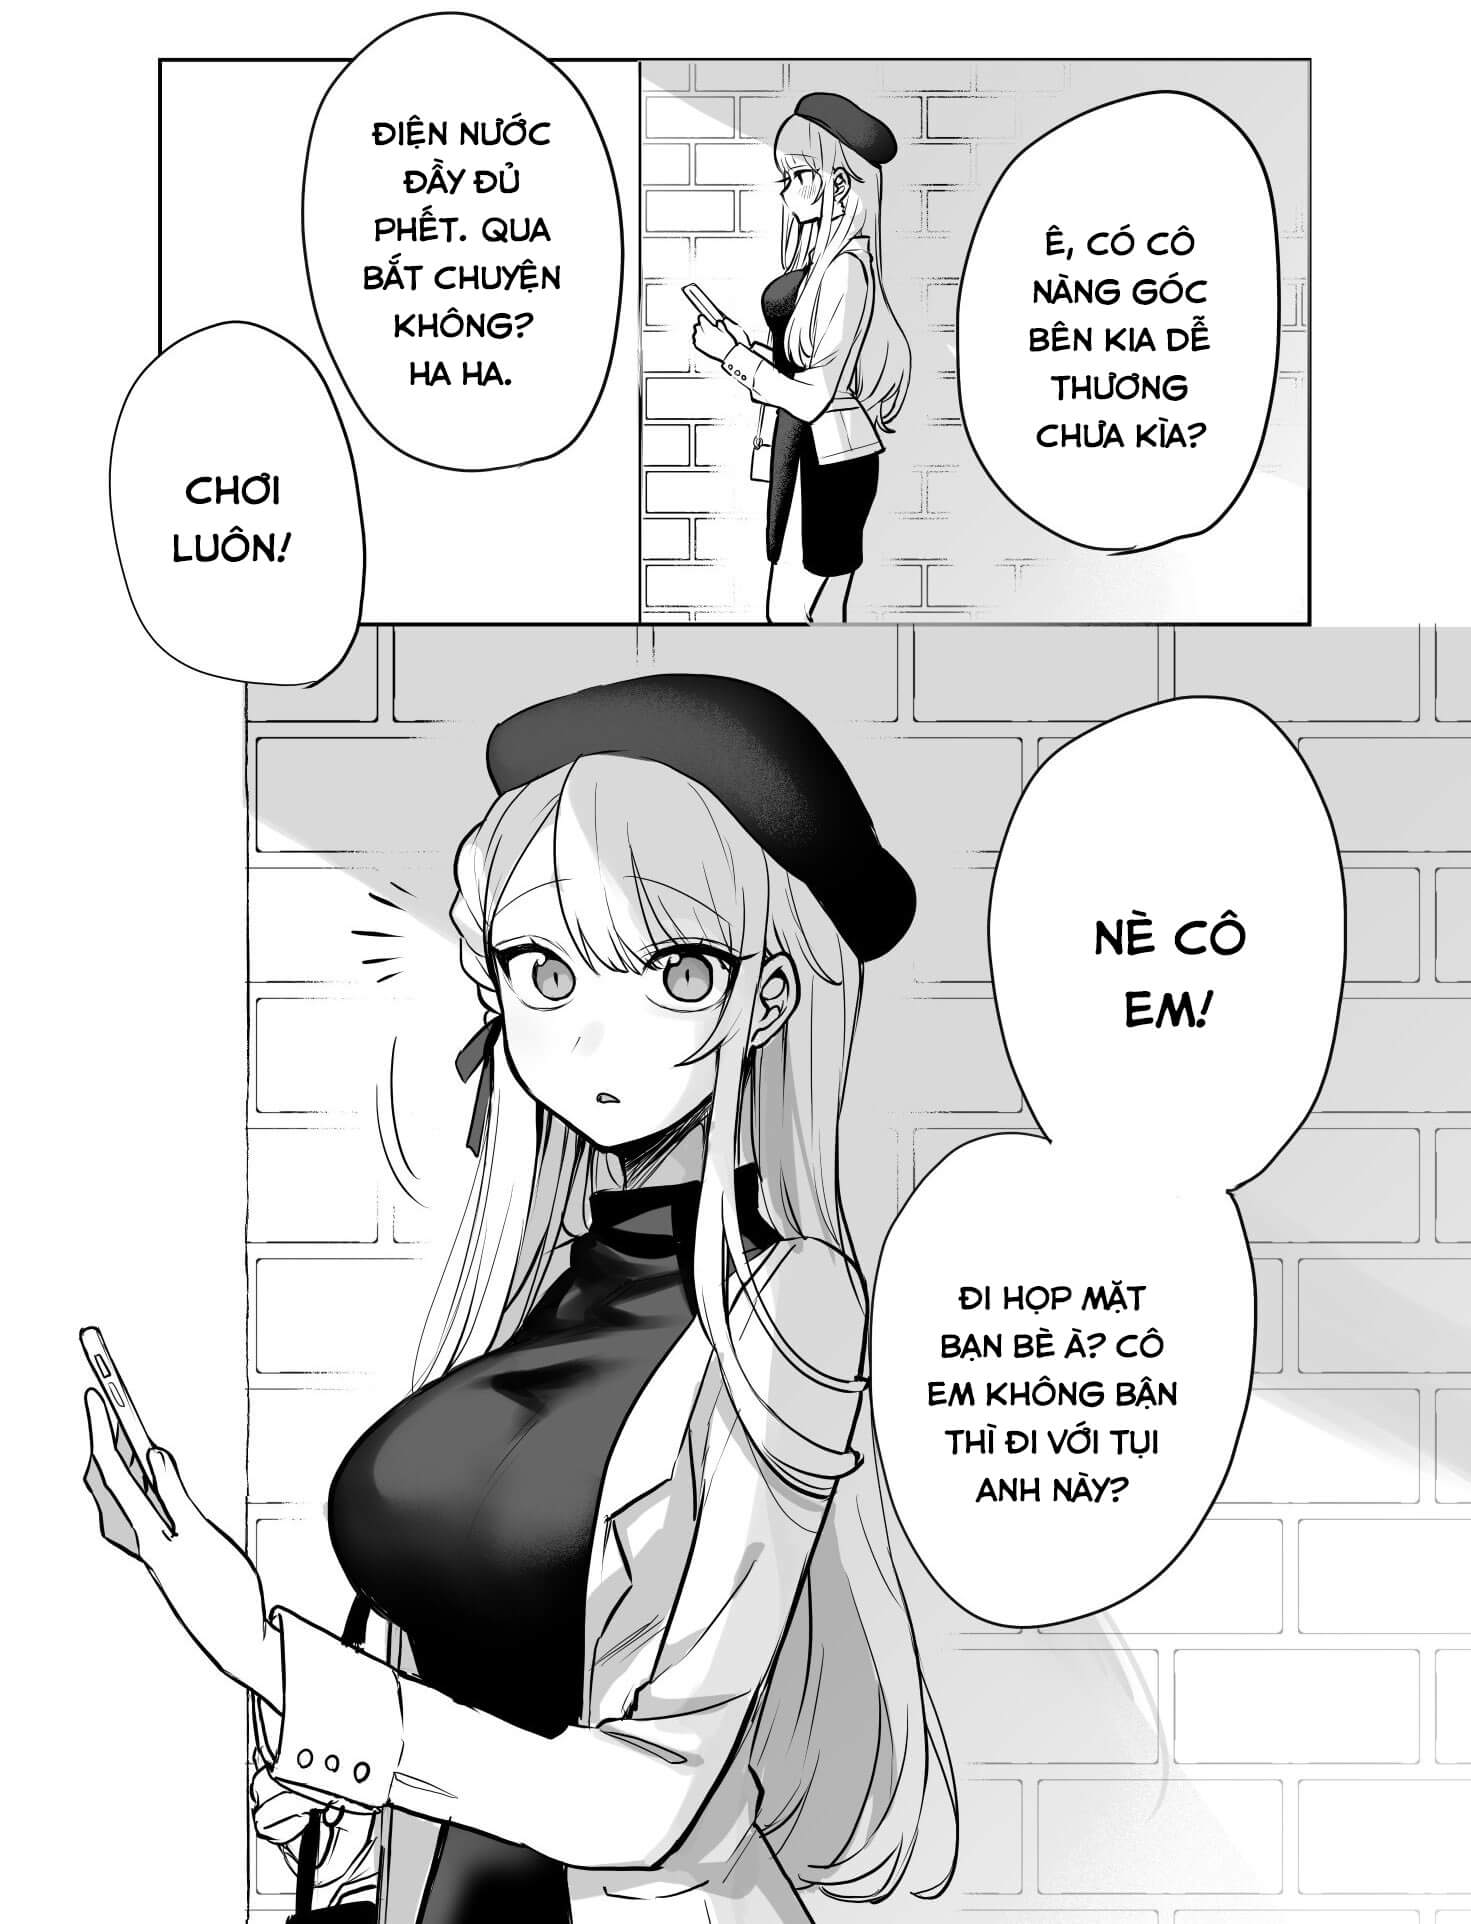 Ê, CÓ CÔ
NÀNG GÓC
BÊN KIA DỄ
THƯƠNG
CHƯA KÌA?
ĐIỆN NƯỚC
ĐẦY ĐỦ
PHẾT. QUA
BẮT CHUYỆN
KHÔNG?
HA HA.
CHƠI
LUÔN!
NÈ CÔ
EM!
ĐI HỌP MẶT
BẠN BÈ À? CÔ
EM KHÔNG BẬN
THÌ ĐI VỚI TỤI
ANH NÀY?